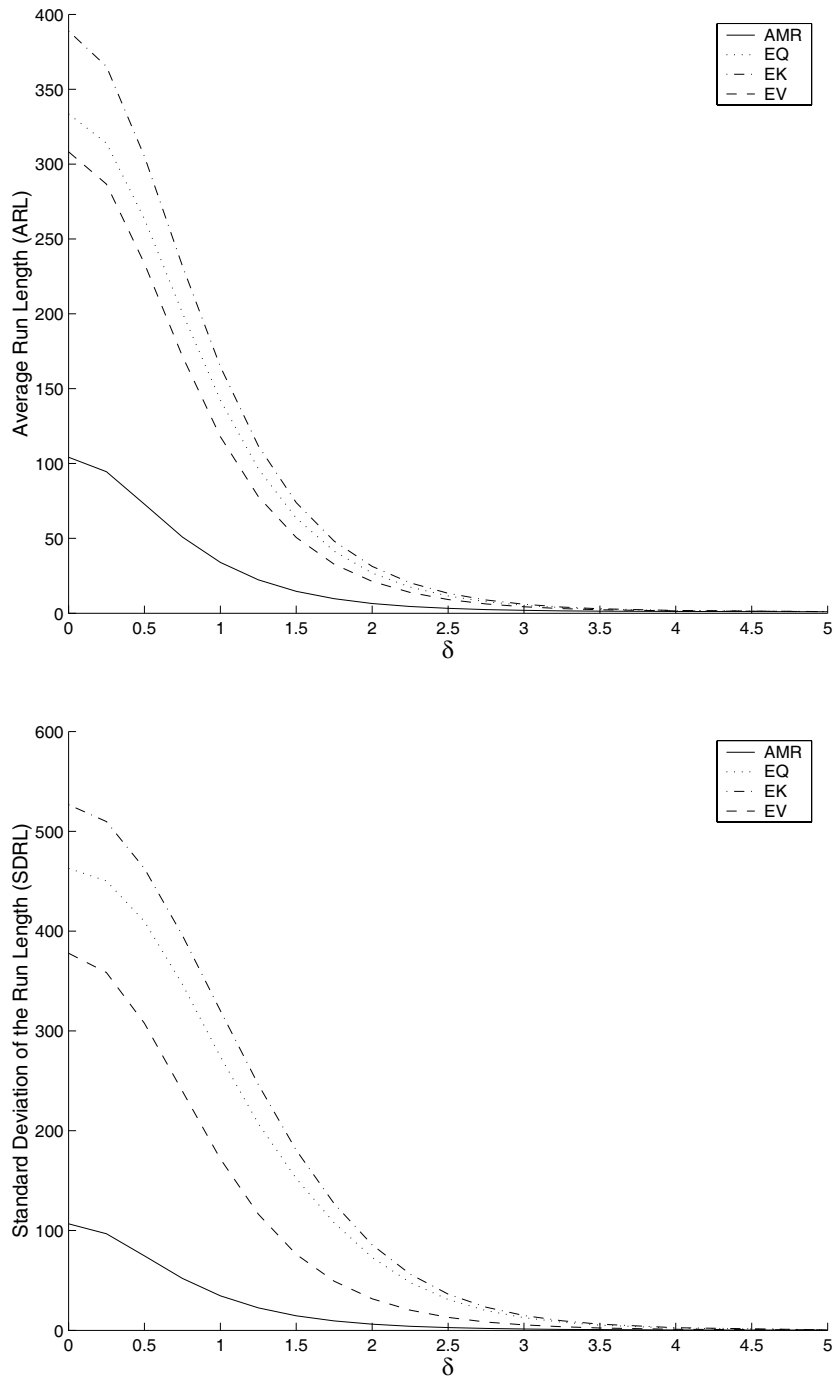 400
350
300
250
200
150
100
50
0
Average Run Length (ARL)
AMR
EQ
EK
EV
0 0.5 1 1.5 2 2.5 3 3.5 4 4.5 5
δ
600
500
400
300
200
100
0
Standard Deviation of the Run Length (SDRL)
AMR
EQ
EK
EV
0 0.5 1 1.5 2 2.5 3 3.5 4 4.5 5
δ